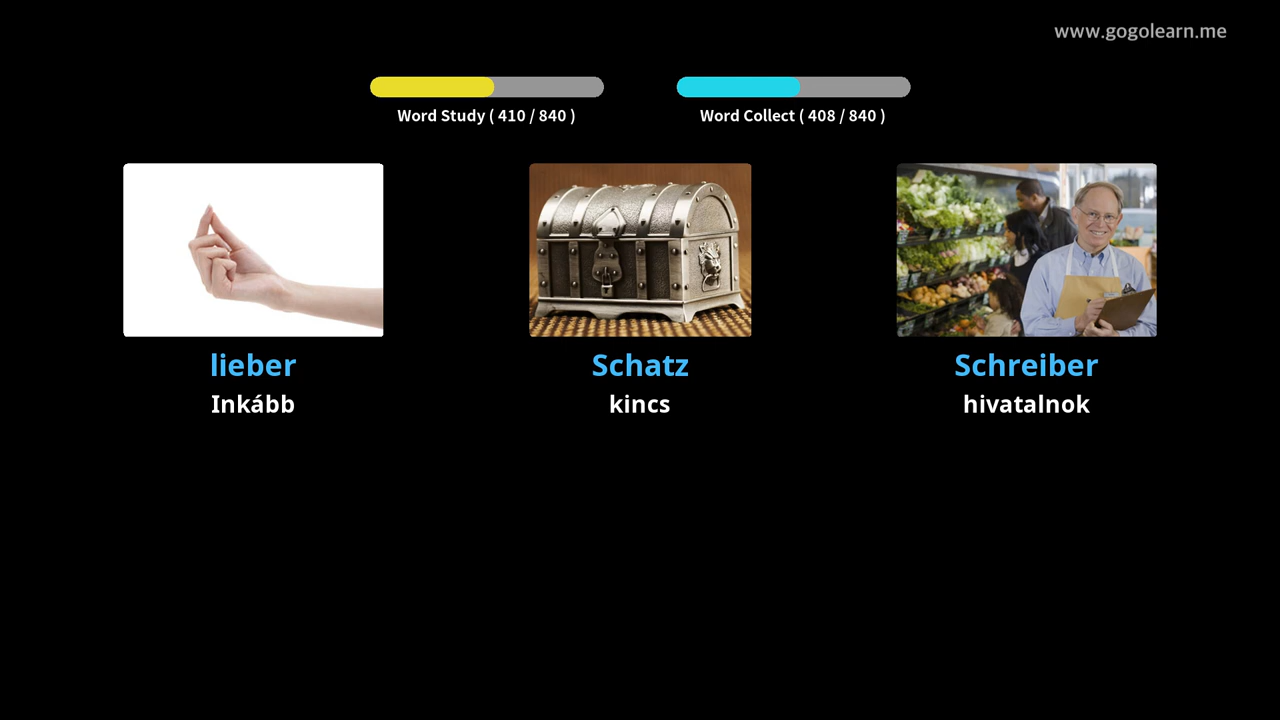 www.gogolearn.me
Word Study ( 410 / 840 )
Word Collect ( 408 / 840 )
lieber
Schatz
Schreiber
Inkább
kincs
hivatalnok